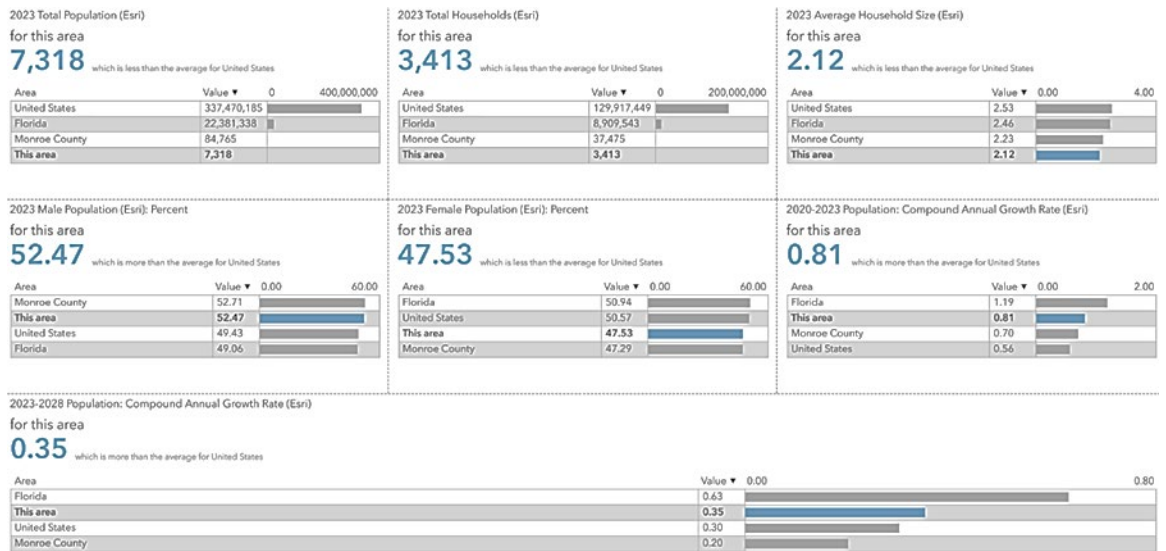 2023 Total Population (Esri)
for this area
7,318 which is less than the average for United States
Area Value ▼ 0 400,000,000
United States 337,470,185
Florida 22,381,338
Monroe County 84,765
This area 7,318
2023 Total Households (Esri)
for this area
3,413 which is less than the average for United States
Area Value ▼ 0 200,000,000
United States 129,917,449
Florida 8,909,543
Monroe County 37,475
This area 3,413
2023 Average Household Size (Esri)
for this area
2.12 which is less than the average for United States
Area Value ▼ 0.00 4.00
United States 2.53
Florida 2.46
Monroe County 2.23
This area 2.12
2023 Male Population (Esri): Percent
for this area
52.47 which is more than the average for United States
Area Value ▼ 0.00 60.00
Monroe County 52.71
This area 52.47
United States 49.43
Florida 49.06
2023 Female Population (Esri): Percent
for this area
47.53 which is less than the average for United States
Area Value ▼ 0.00 60.00
Florida 50.94
United States 50.57
This area 47.53
Monroe County 47.29
2020-2023 Population: Compound Annual Growth Rate (Esri)
for this area
0.81 which is more than the average for United States
Area Value ▼ 0.00 2.00
Florida 1.19
This area 0.81
Monroe County 0.70
United States 0.56
2023-2028 Population: Compound Annual Growth Rate (Esri)
for this area
0.35 which is more than the average for United States
Area Value ▼ 0.00 0.80
Florida 0.63
This area 0.35
United States 0.30
Monroe County 0.20